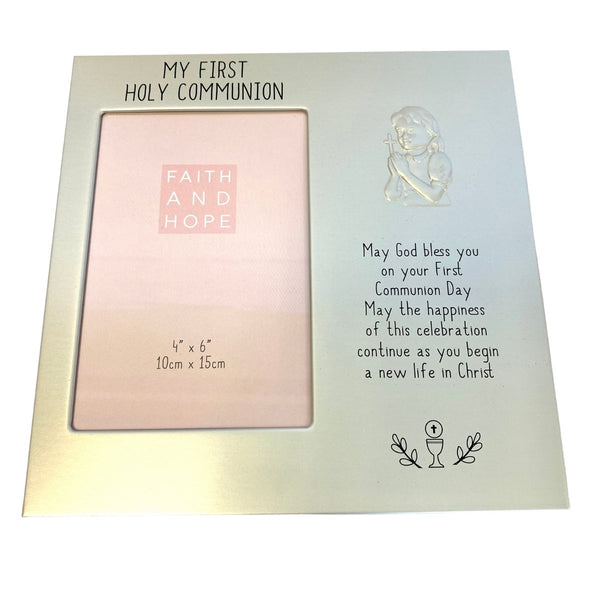 MY FIRST
HOLY COMMUNION
FAITH
AND
HOPE
4" x 6"
10cm x 15cm
May God bless you
on your First
Communion Day
May the happiness
of this celebration
continue as you begin
a new life in Christ